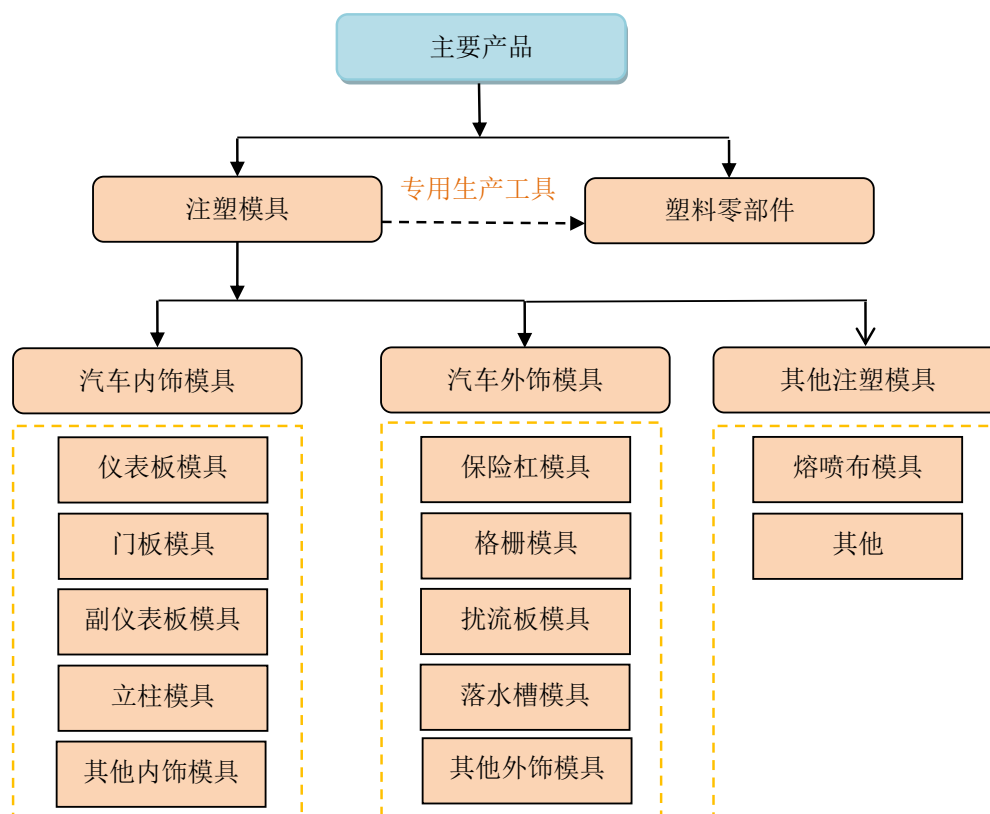 主要产品
专用生产工具
注塑模具
塑料零部件
汽车内饰模具
汽车外饰模具
其他注塑模具
仪表板模具
门板模具
副仪表板模具
立柱模具
其他内饰模具
保险杠模具
格栅模具
扰流板模具
落水槽模具
其他外饰模具
熔喷布模具
其他